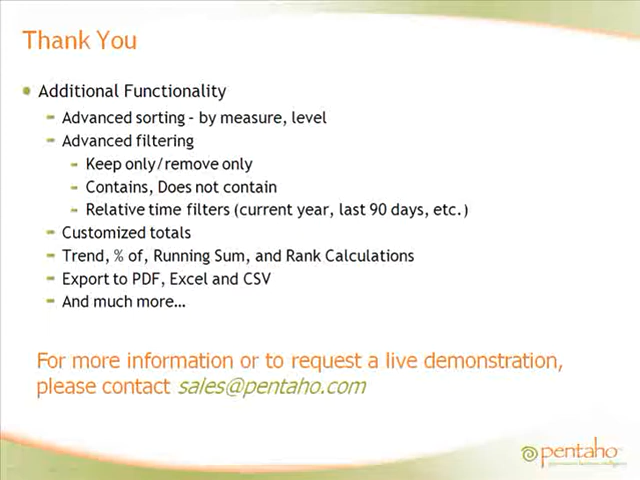 Thank You
Additional Functionality
Advanced sorting - by measure, level
Advanced filtering
Keep only/remove only
Contains, Does not contain
Relative time filters (current year, last 90 days, etc.)
Customized totals
Trend, % of, Running Sum, and Rank Calculations
Export to PDF, Excel and CSV
And much more…
For more information or to request a live demonstration,
please contact sales@pentaho.com
pentaho